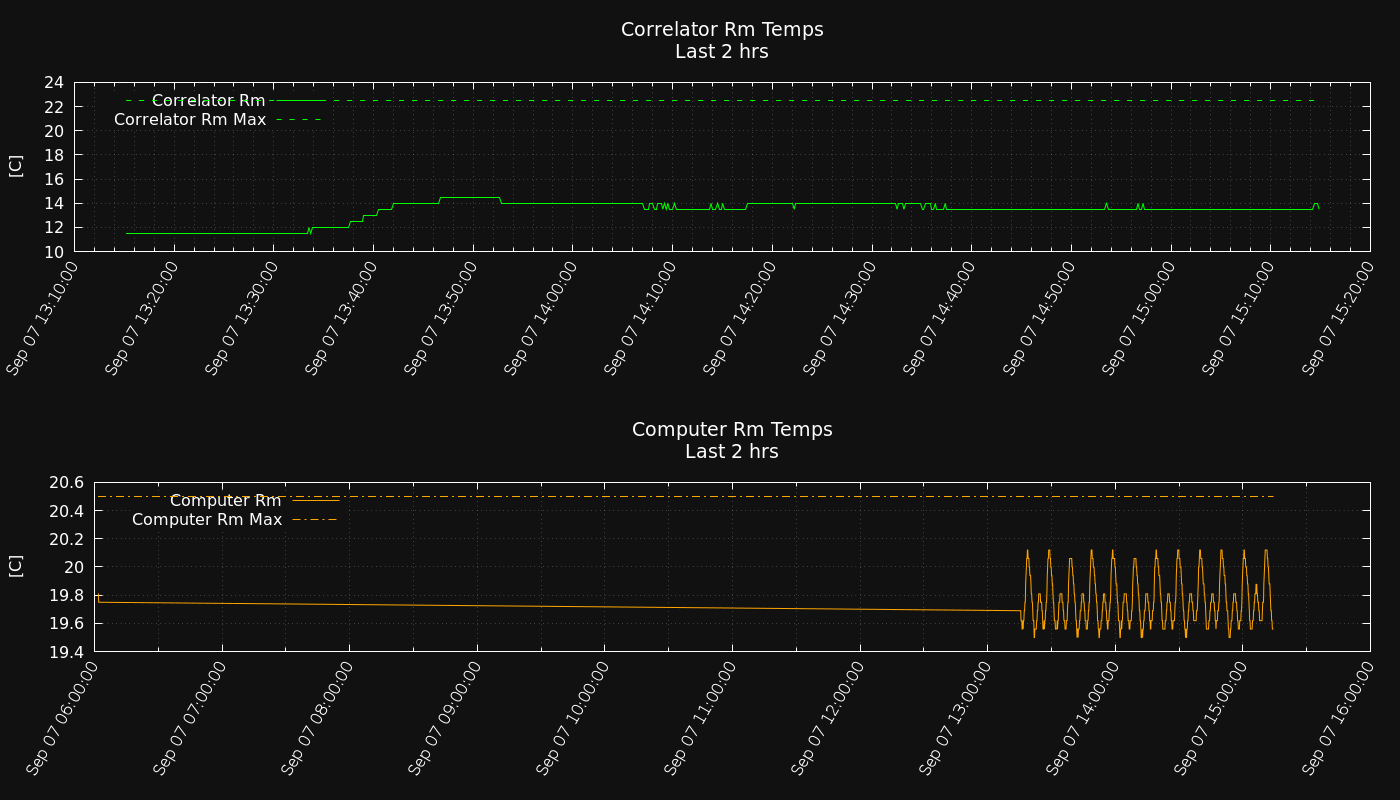 Correlator Rm Temps
Last 2 hrs
24
22
20
18
16
14
12
10
[C]
Correlator Rm
Correlator Rm Max
Sep 07 13:10:00
Sep 07 13:20:00
Sep 07 13:30:00
Sep 07 13:40:00
Sep 07 13:50:00
Sep 07 14:00:00
Sep 07 14:10:00
Sep 07 14:20:00
Sep 07 14:30:00
Sep 07 14:40:00
Sep 07 14:50:00
Sep 07 15:00:00
Sep 07 15:10:00
Sep 07 15:20:00
Computer Rm Temps
Last 2 hrs
20.6
20.4
20.2
20
19.8
19.6
19.4
[C]
Computer Rm
Computer Rm Max
Sep 07 06:00:00
Sep 07 07:00:00
Sep 07 08:00:00
Sep 07 09:00:00
Sep 07 10:00:00
Sep 07 11:00:00
Sep 07 12:00:00
Sep 07 13:00:00
Sep 07 14:00:00
Sep 07 15:00:00
Sep 07 16:00:00